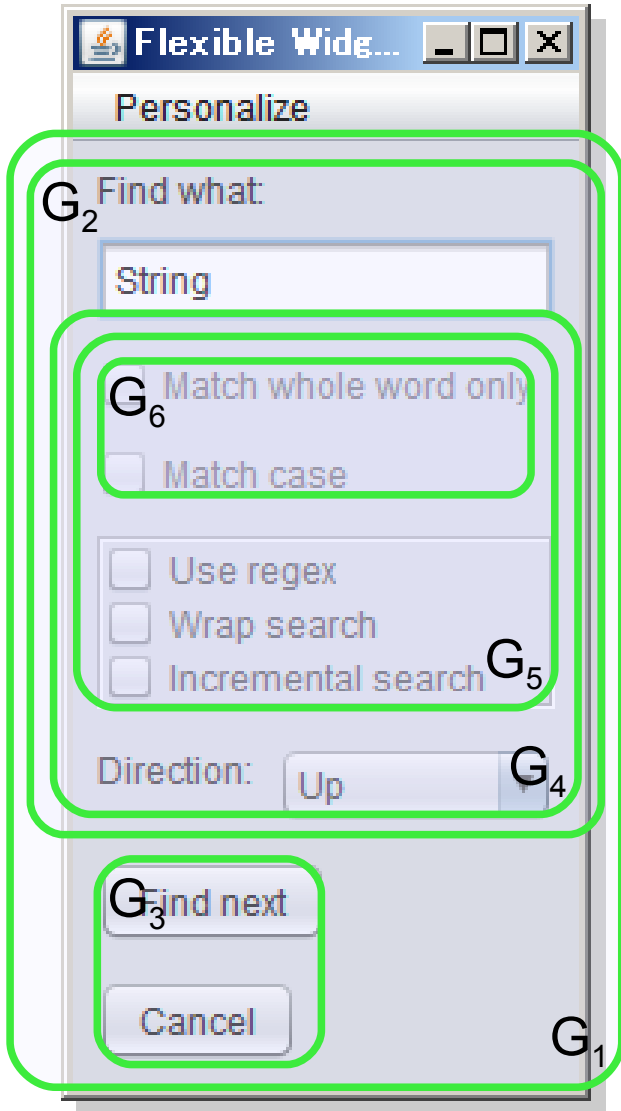 Flexible Widg...
Personalize
G2
Find what:
String
G6
Match whole word only
Match case
Use regex
Wrap search
Incremental search
G5
Direction:
Up
G4
G3
Find next
Cancel
G1